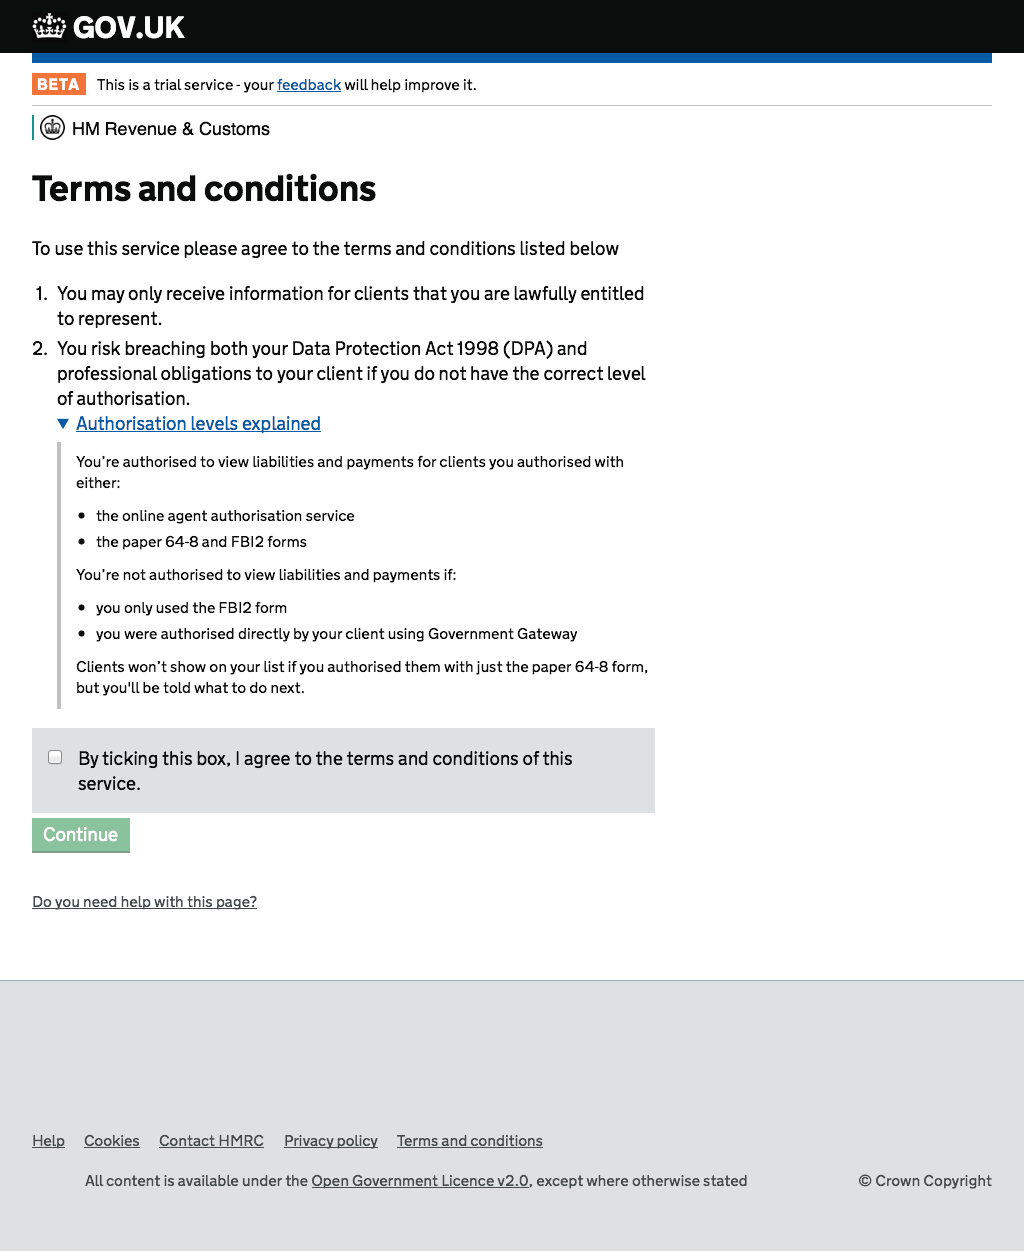 GOV.UK
BETA This is a trial service - your feedback will help improve it.
HM Revenue & Customs
Terms and conditions
To use this service please agree to the terms and conditions listed below
1. You may only receive information for clients that you are lawfully entitled
to represent.
2. You risk breaching both your Data Protection Act 1998 (DPA) and
professional obligations to your client if you do not have the correct level
of authorisation.
Authorisation levels explained
You're authorised to view liabilities and payments for clients you authorised with
either:
• the online agent authorisation service
• the paper 64-8 and FBI2 forms
You're not authorised to view liabilities and payments if:
• you only used the FBI2 form
• you were authorised directly by your client using Government Gateway
Clients won't show on your list if you authorised them with just the paper 64-8 form,
but you'll be told what to do next.
By ticking this box, I agree to the terms and conditions of this
service.
Continue
Do you need help with this page?
Help Cookies Contact HMRC Privacy policy Terms and conditions
All content is available under the Open Government Licence v2.0, except where otherwise stated © Crown Copyright